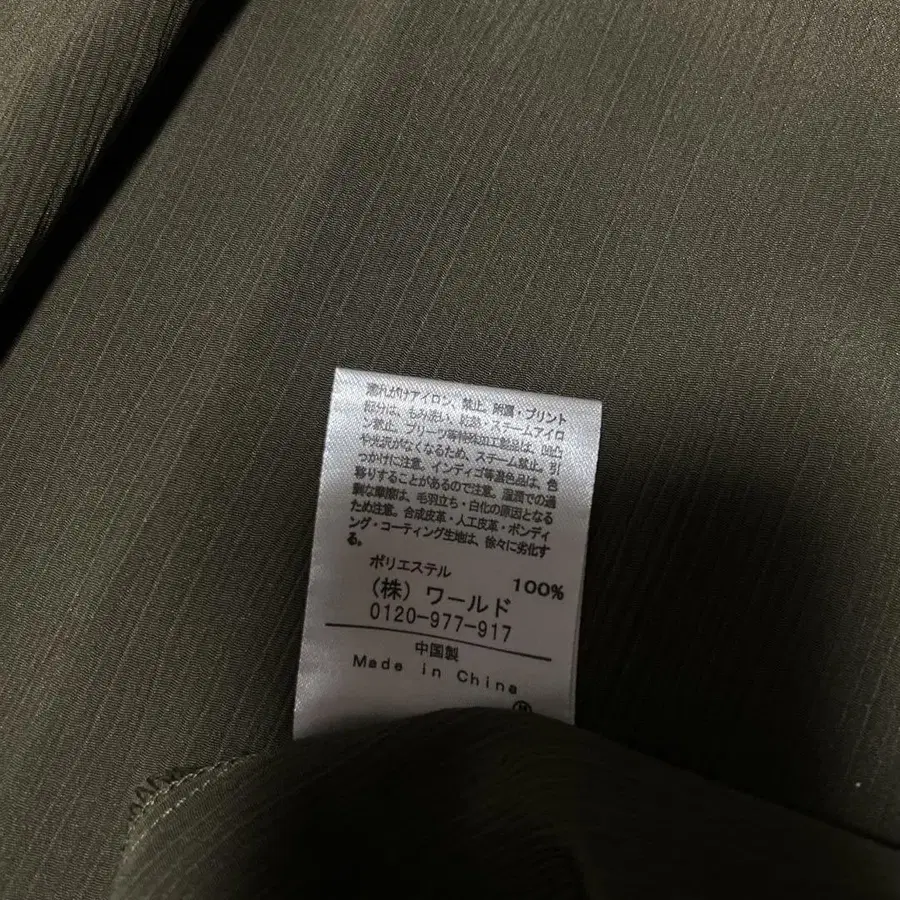 濡れがけアイロン、禁止。附属・プリント
部分は、もみ洗い、乾燥・スチームアイロ
ン禁止。プリーツ等特殊加工製品は、凹凸
や光沢がなくなるため、スチーム禁止。引
っかけに注意。インディゴ等濃色品は、色
移りすることがあるので注意。湿潤での過
剰な摩擦は、毛羽立ち・白化の原因となる
ため注意。合成皮革・人工皮革・ボンディ
ング・コーティング生地は、徐々に劣化す
る。
ポリエステル 100%
(株) ワールド
0120-977-917
中国製
Made in China